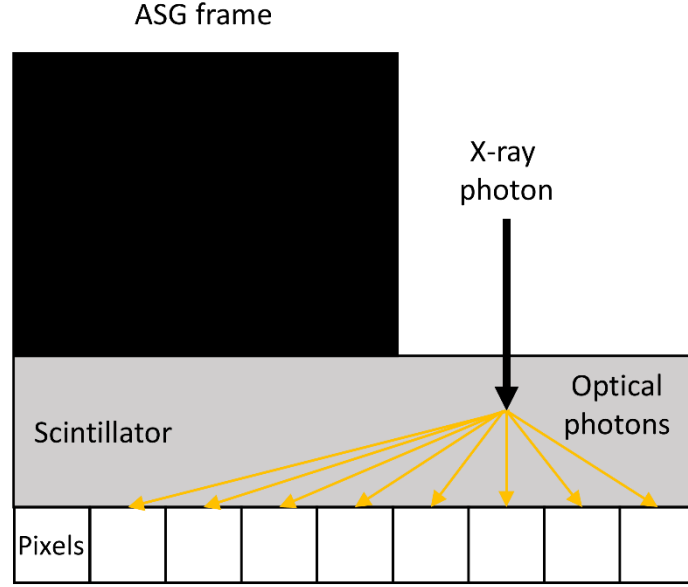 ASG frame
X-ray
photon
Optical
photons
Scintillator
Pixels